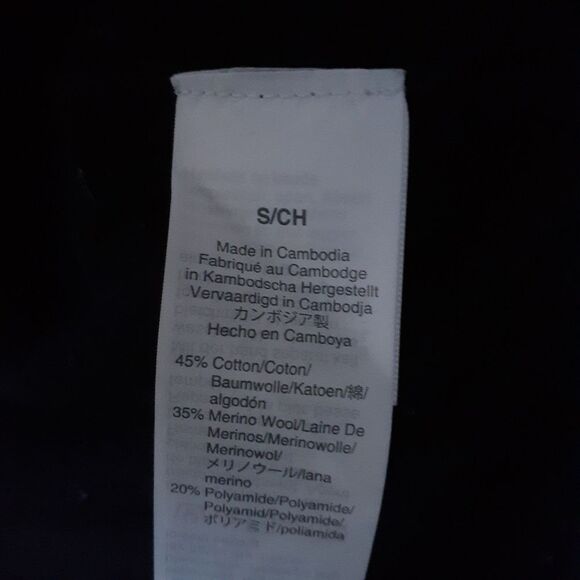 S/CH
Made in Cambodia
Fabriqué au Cambodge
in Kambodscha Hergestellt
Vervaardigd in Cambodja
カンボジア製
Hecho en Camboya
45% Cotton/Coton/
Baumwolle/Katoen/綿/
algodón
35% Merino Wool/Laine De
Merinos/Merinowolle/
Merinowol/
メリノウール/lana
merino
20% Polyamide/Polyamide/
Polyamid/Polyamide/
ポリアミド/poliamida